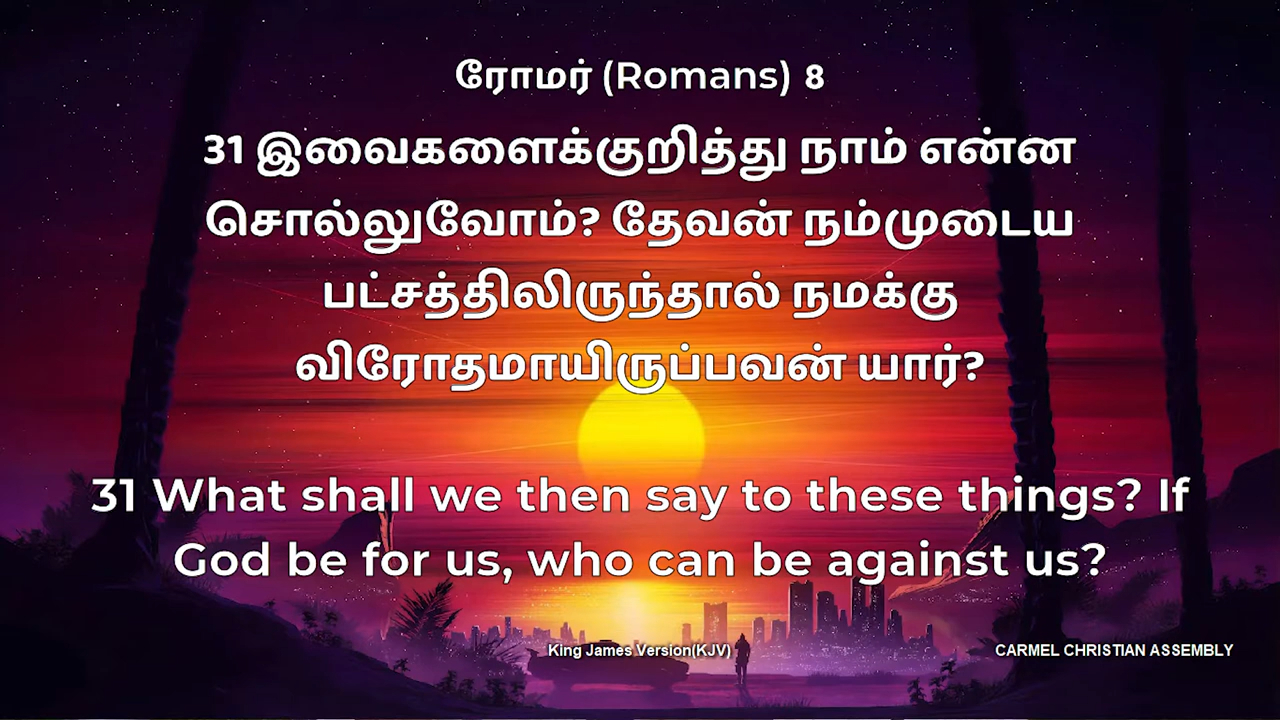 ரோமர் (Romans) 8
31 இவைகளைக்குறித்து நாம் என்ன
சொல்லுவோம்? தேவன் நம்முடைய
பட்சத்திலிருந்தால் நமக்கு
விரோதமாயிருப்பவன் யார்?
31 What shall we then say to these things? If
God be for us, who can be against us?
King James Version(KJV)
CARMEL CHRISTIAN ASSEMBLY